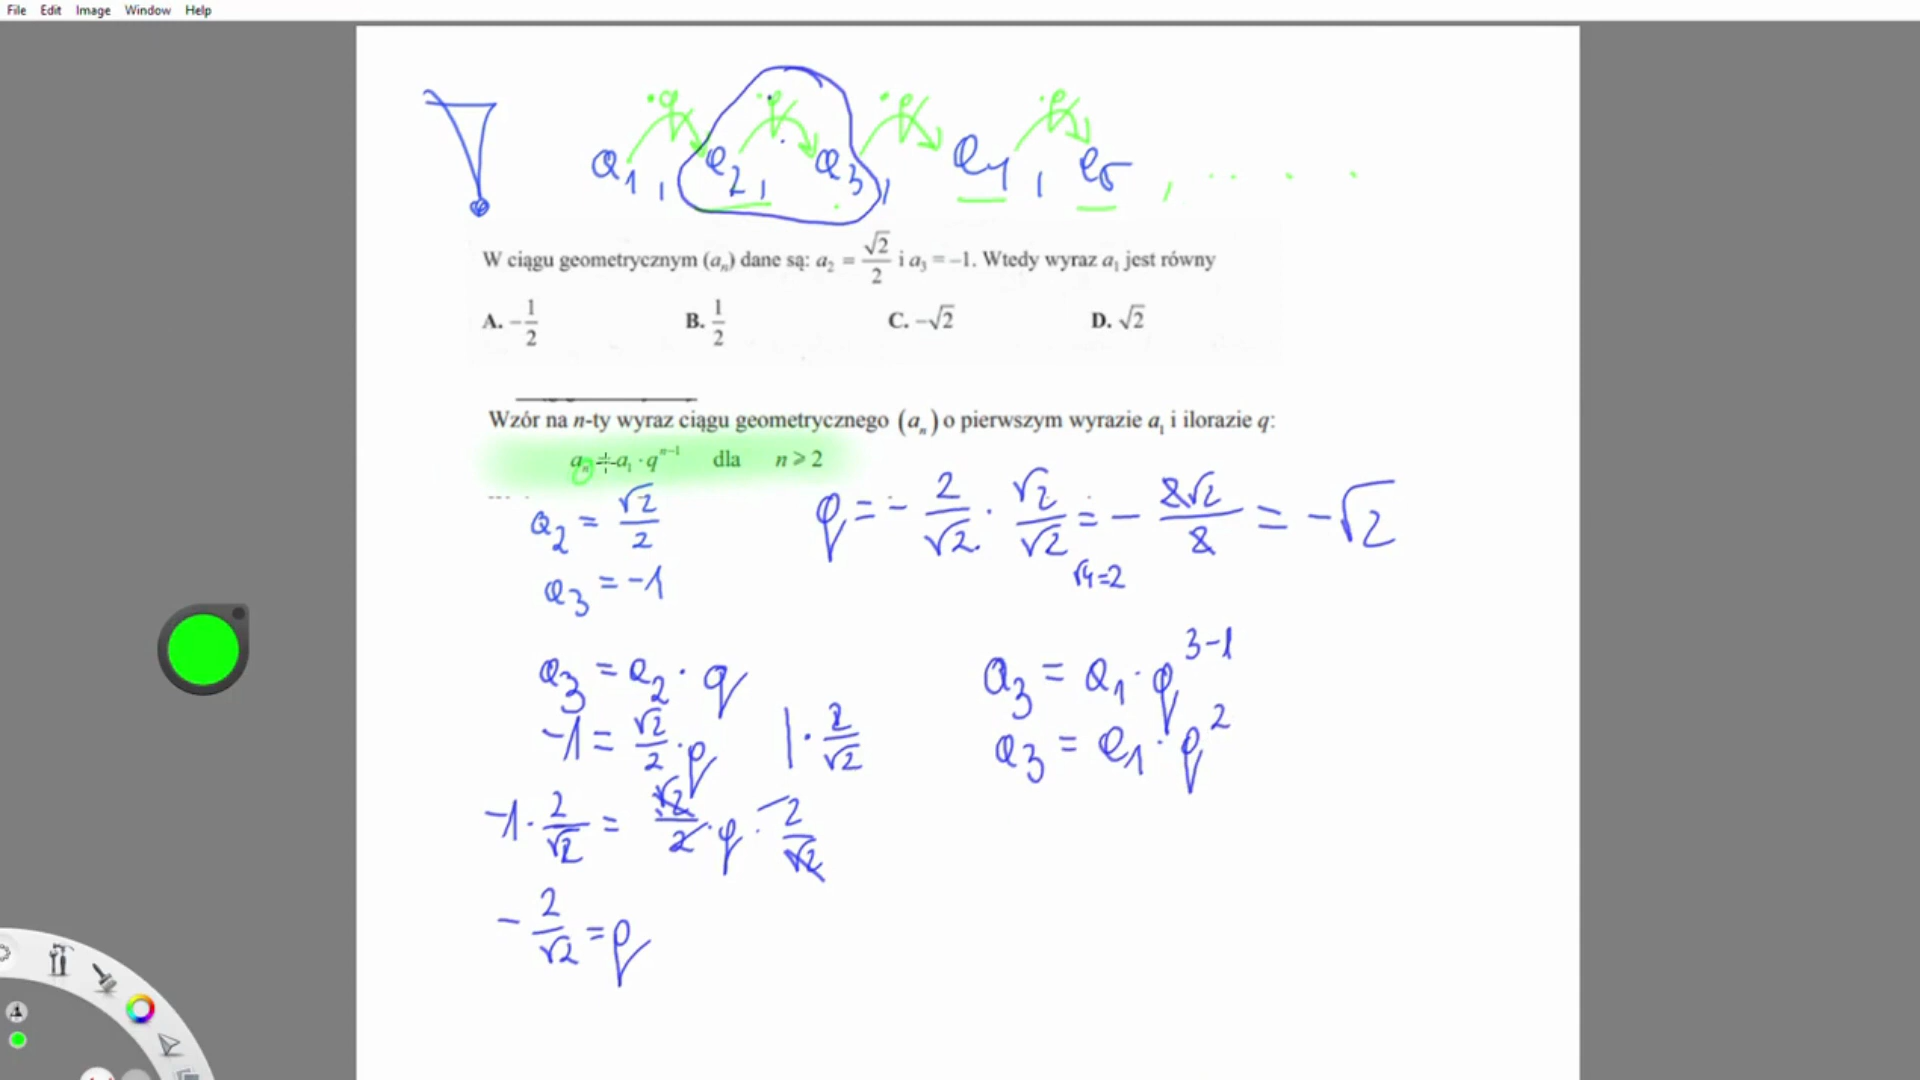 File Edit Image Window Help
·q ·q ·q ·q
a₁, a₂, a₃, a₄, a₅, ....
W ciągu geometrycznym (aₙ) dane są: a₂ = √2/2 i a₃ = −1. Wtedy wyraz a₁ jest równy
A. −1/2 B. 1/2 C. −√2 D. √2
Wzór na n-ty wyraz ciągu geometrycznego (aₙ) o pierwszym wyrazie a₁ i ilorazie q:
aₙ = a₁ · qⁿ⁻¹ dla n ⩾ 2
a₂ = √2/2
a₃ = −1
q = − 2/√2 · √2/√2 = − 2√2/2 = −√2
√4=2
a₃ = a₂ · q
−1 = √2/2 · q | · 2/√2
−1 · 2/√2 = √2/2 · q · 2/√2
− 2/√2 = q
a₃ = a₁ · q³⁻¹
a₃ = a₁ · q²